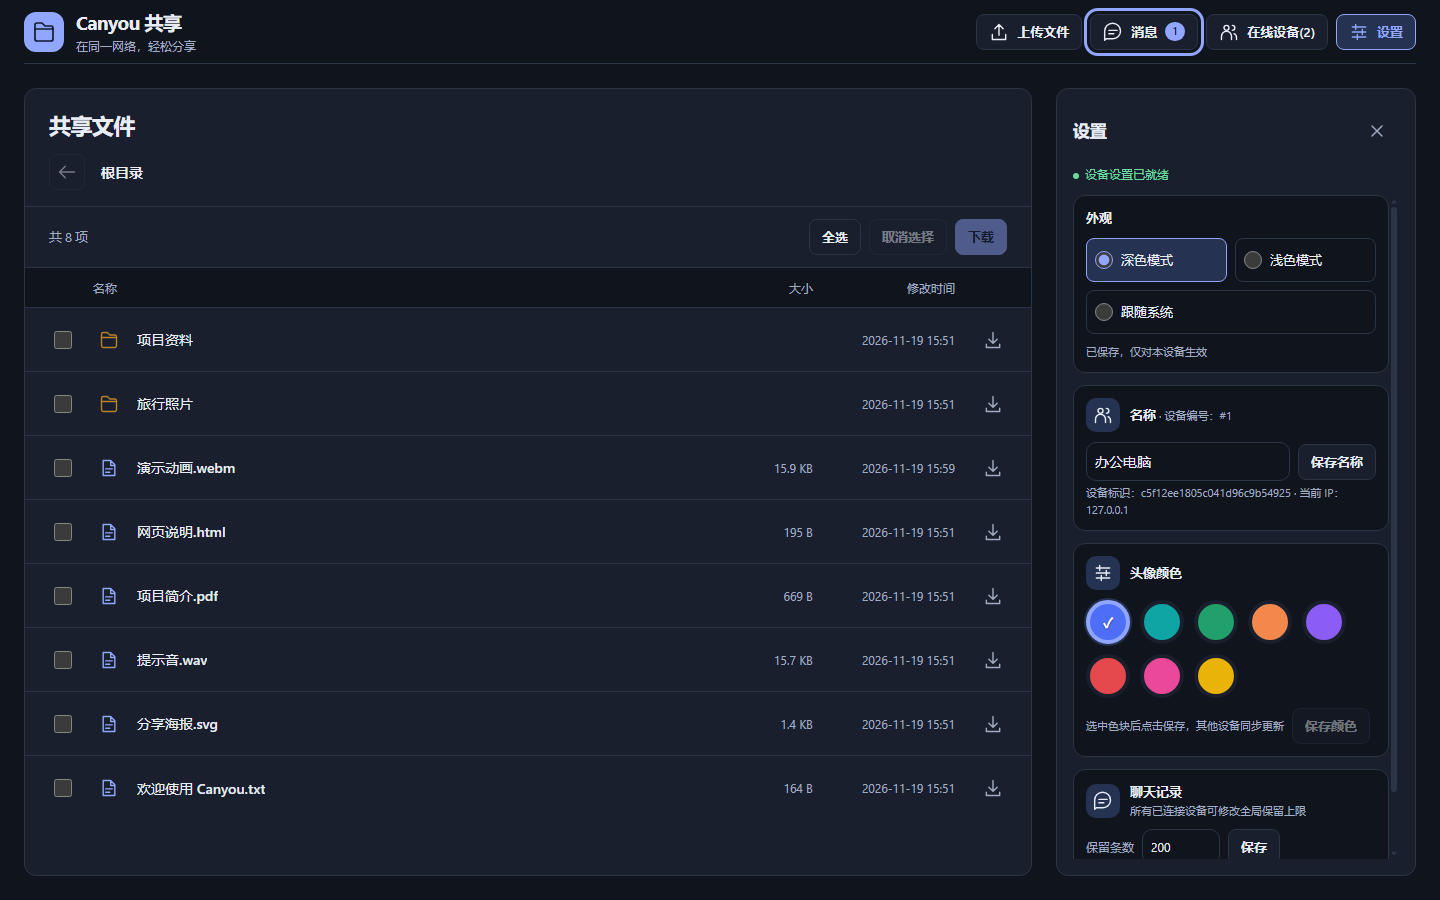 Canyou 共享
在同一网络，轻松分享
上传文件
消息 1
在线设备(2)
设置
共享文件
根目录
共 8 项
全选
取消选择
下载
名称 大小 修改时间
项目资料 2026-11-19 15:51
旅行照片 2026-11-19 15:51
演示动画.webm 15.9 KB 2026-11-19 15:59
网页说明.html 195 B 2026-11-19 15:51
项目简介.pdf 669 B 2026-11-19 15:51
提示音.wav 15.7 KB 2026-11-19 15:51
分享海报.svg 1.4 KB 2026-11-19 15:51
欢迎使用 Canyou.txt 164 B 2026-11-19 15:51
设置
设备设置已就绪
外观
深色模式
浅色模式
跟随系统
已保存，仅对本设备生效
名称 · 设备编号：#1
办公电脑
保存名称
设备标识：c5f12ee1805c041d96c9b54925 · 当前 IP：
127.0.0.1
头像颜色
选中色块后点击保存，其他设备同步更新
保存颜色
聊天记录
所有已连接设备可修改全局保留上限
保留条数 200 保存